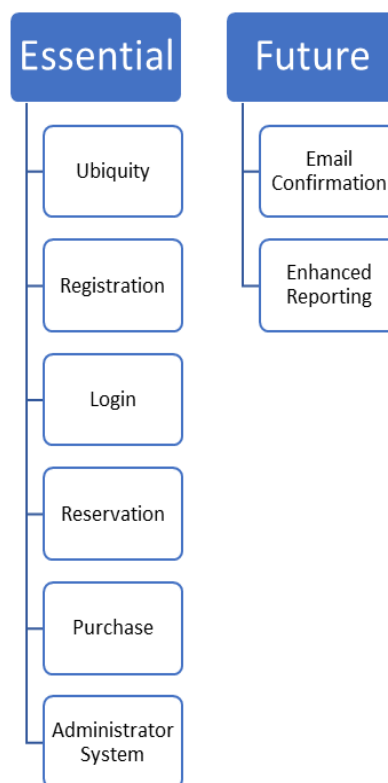 Essential
Ubiquity
Registration
Login
Reservation
Purchase
Administrator
System
Future
Email
Confirmation
Enhanced
Reporting